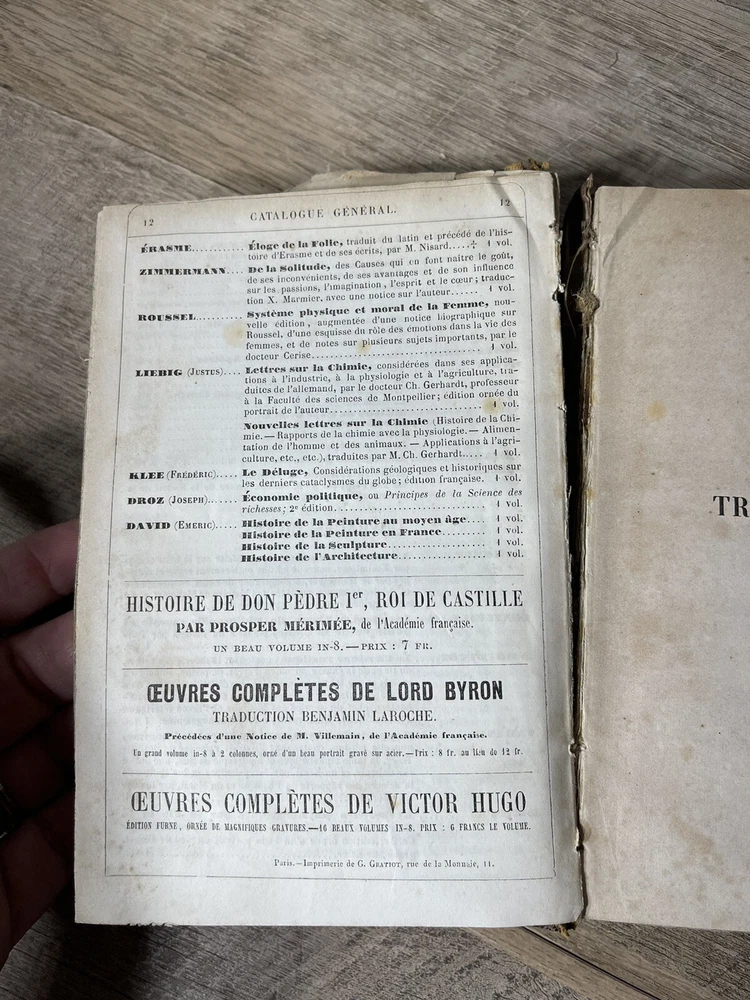 12 CATALOGUE GÉNÉRAL. 12
ÉRASME........... Éloge de la Folie, traduit du latin et précédé de l'his-
toire d'Erasme et de ses écrits, par M. Nisard.....‡ 1 vol.
ZIMMERMANN.... De la Solitude, des Causes qui en font naître le goût,
de ses inconvénients, de ses avantages et de son influence
sur les passions, l'imagination, l'esprit et le cœur; traduc-
tion X. Marmier, avec une notice sur l'auteur...... 1 vol.
ROUSSEL........... Système physique et moral de la Femme, nou-
velle édition, augmentée d'une notice biographique sur
Roussel, d'une esquisse du rôle des émotions dans la vie des
femmes, et de notes sur plusieurs sujets importants, par le
docteur Cerise.................................... 1 vol.
LIEBIG (Justus).... Lettres sur la Chimie, considérées dans ses applica-
tions à l'industrie, à la physiologie et à l'agriculture, tra-
duites de l'allemand, par le docteur Ch. Gerhardt, professeur
à la Faculté des sciences de Montpellier; édition ornée du
portrait de l'auteur................................ 1 vol.
Nouvelles lettres sur la Chimie (Histoire de la Chi-
mie. — Rapports de la chimie avec la physiologie. — Alimen-
tation de l'homme et des animaux. — Applications à l'agri-
culture, etc., etc.), traduites par M. Ch. Gerhardt.... 1 vol.
KLEE (Frédéric)..... Le Déluge, Considérations géologiques et historiques sur
les derniers cataclysmes du globe; édition française. 1 vol.
DROZ (Joseph)....... Économie politique, ou Principes de la Science des
richesses; 2e édition............................ 1 vol.
DAVID (Emeric)..... Histoire de la Peinture au moyen âge.... 1 vol.
Histoire de la Peinture en France......... 1 vol.
Histoire de la Sculpture.................... 1 vol.
Histoire de l'Architecture.................. 1 vol.
HISTOIRE DE DON PÈDRE Ier, ROI DE CASTILLE
PAR PROSPER MÉRIMÉE, de l'Académie française.
UN BEAU VOLUME IN-8. — PRIX : 7 FR.
ŒUVRES COMPLÈTES DE LORD BYRON
TRADUCTION BENJAMIN LAROCHE.
Précédées d'une Notice de M. Villemain, de l'Académie française.
Un grand volume in-8 à 2 colonnes, orné d'un beau portrait gravé sur acier. — Prix : 8 fr. au lieu de 12 fr.
ŒUVRES COMPLÈTES DE VICTOR HUGO
ÉDITION FURNE, ORNÉE DE MAGNIFIQUES GRAVURES. — 16 BEAUX VOLUMES IN-8. PRIX : 6 FRANCS LE VOLUME.
Paris. — Imprimerie de G. Gratiot, rue de la Monnaie, 11.
TR